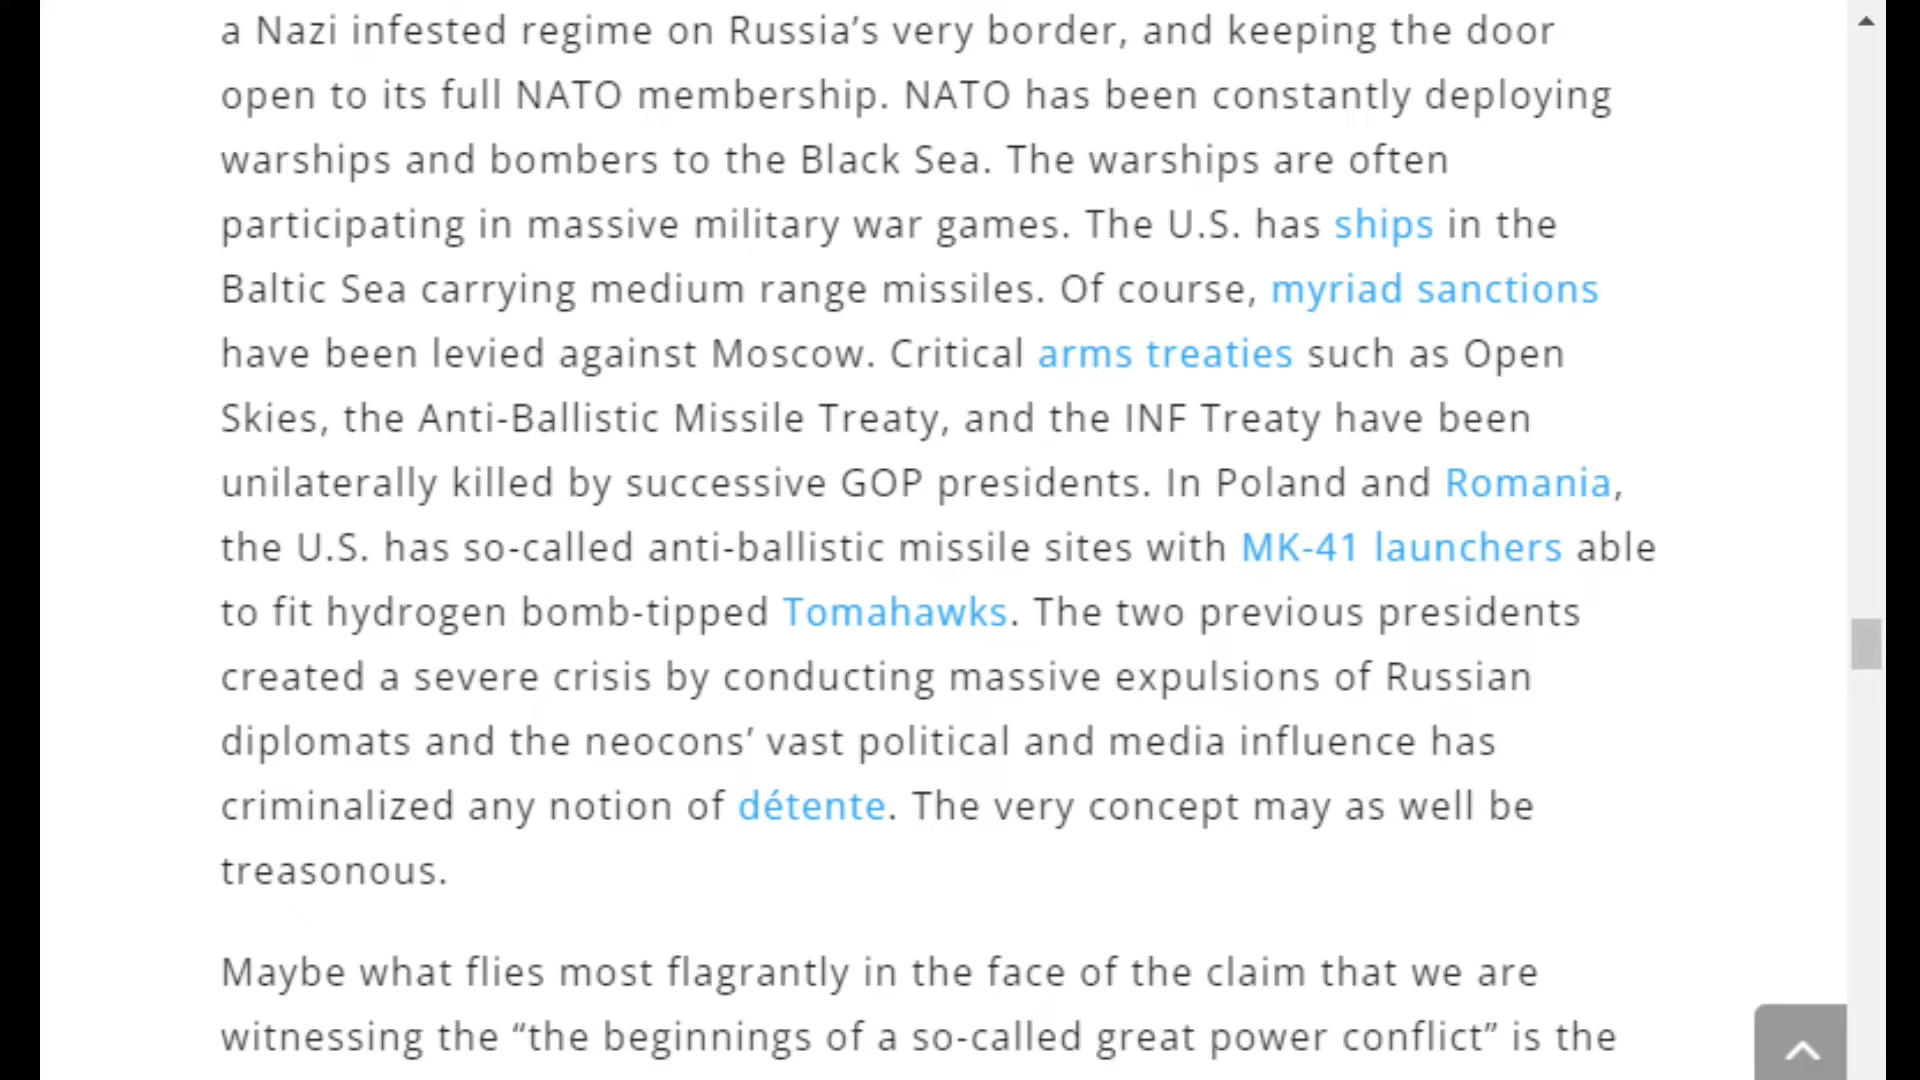 a Nazi infested regime on Russia’s very border, and keeping the door
open to its full NATO membership. NATO has been constantly deploying
warships and bombers to the Black Sea. The warships are often
participating in massive military war games. The U.S. has ships in the
Baltic Sea carrying medium range missiles. Of course, myriad sanctions
have been levied against Moscow. Critical arms treaties such as Open
Skies, the Anti-Ballistic Missile Treaty, and the INF Treaty have been
unilaterally killed by successive GOP presidents. In Poland and Romania,
the U.S. has so-called anti-ballistic missile sites with MK-41 launchers able
to fit hydrogen bomb-tipped Tomahawks. The two previous presidents
created a severe crisis by conducting massive expulsions of Russian
diplomats and the neocons’ vast political and media influence has
criminalized any notion of détente. The very concept may as well be
treasonous.
Maybe what flies most flagrantly in the face of the claim that we are
witnessing the “the beginnings of a so-called great power conflict” is the